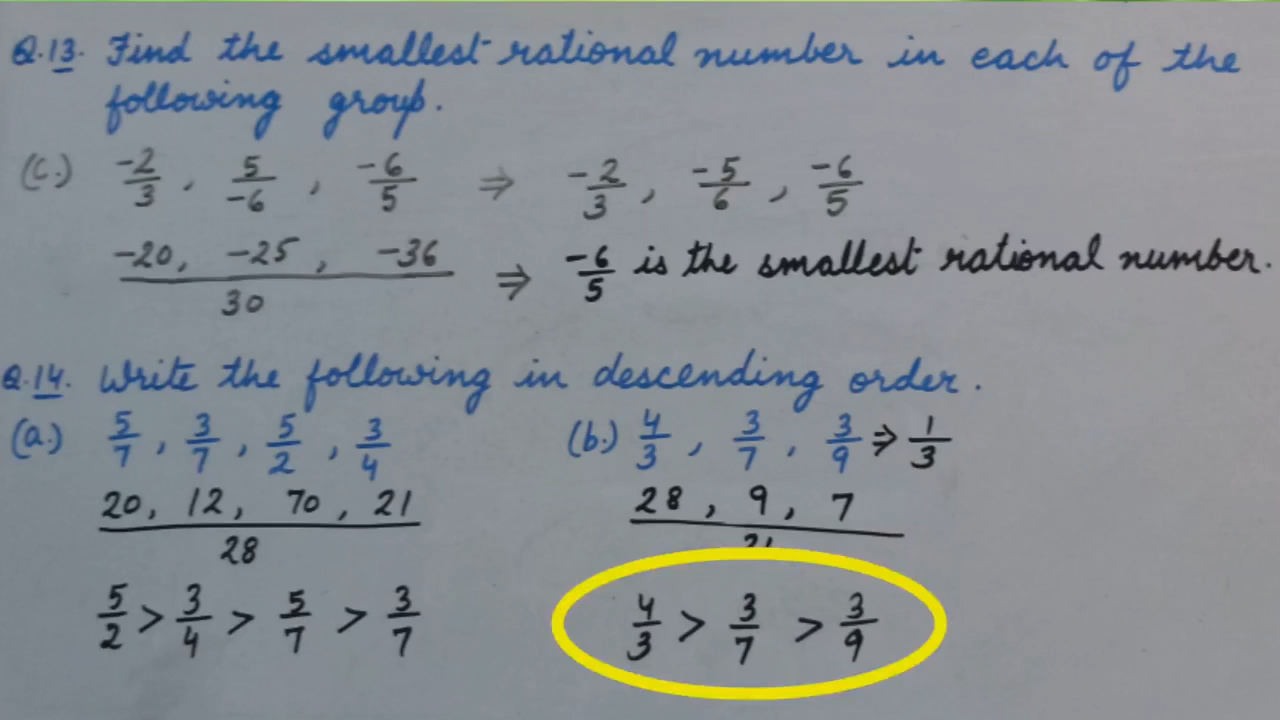 Q.13. Find the smallest rational number in each of the
following group.
(c.) -2/3, 5/-6, -6/5 ⇒ -2/3, -5/6, -6/5
-20, -25, -36 / 30 ⇒ -6/5 is the smallest rational number.
Q.14. Write the following in descending order.
(a.) 5/7, 3/7, 5/2, 3/4 (b.) 4/3, 3/7, 3/9 ⇒ 1/3
20, 12, 70, 21 / 28 28, 9, 7 / 21
5/2 > 3/4 > 5/7 > 3/7 4/3 > 3/7 > 3/9